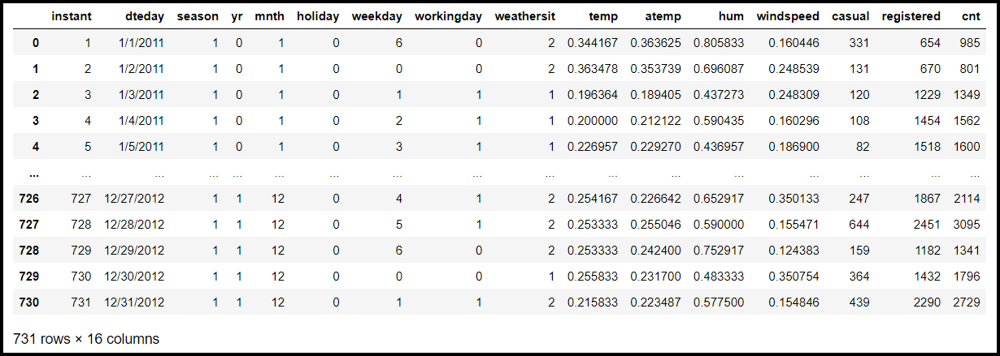 instant dteday season yr mnth holiday weekday workingday weathersit temp atemp hum windspeed casual registered cnt
0 1 1/1/2011 1 0 1 0 6 0 2 0.344167 0.363625 0.805833 0.160446 331 654 985
1 2 1/2/2011 1 0 1 0 0 0 2 0.363478 0.353739 0.696087 0.248539 131 670 801
2 3 1/3/2011 1 0 1 0 1 1 1 0.196364 0.189405 0.437273 0.248309 120 1229 1349
3 4 1/4/2011 1 0 1 0 2 1 1 0.200000 0.212122 0.590435 0.160296 108 1454 1562
4 5 1/5/2011 1 0 1 0 3 1 1 0.226957 0.229270 0.436957 0.186900 82 1518 1600
... ... ... ... ... ... ... ... ... ... ... ... ... ... ... ... ...
726 727 12/27/2012 1 1 12 0 4 1 2 0.254167 0.226642 0.652917 0.350133 247 1867 2114
727 728 12/28/2012 1 1 12 0 5 1 2 0.253333 0.255046 0.590000 0.155471 644 2451 3095
728 729 12/29/2012 1 1 12 0 6 0 2 0.253333 0.242400 0.752917 0.124383 159 1182 1341
729 730 12/30/2012 1 1 12 0 0 0 1 0.255833 0.231700 0.483333 0.350754 364 1432 1796
730 731 12/31/2012 1 1 12 0 1 1 2 0.215833 0.223487 0.577500 0.154846 439 2290 2729
731 rows × 16 columns